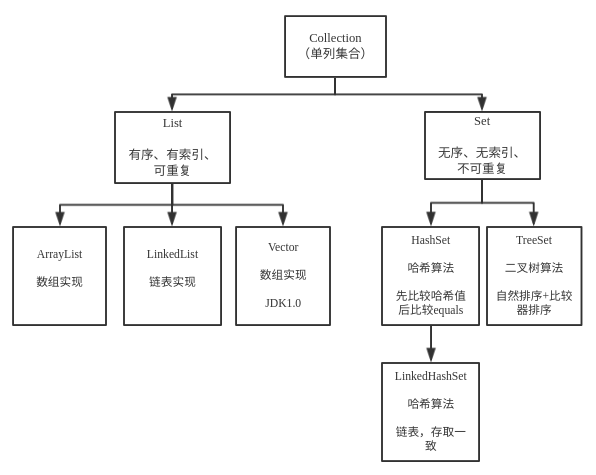 Collection
（单列集合）
List
有序、有索引、
可重复
Set
无序、无索引、
不可重复
ArrayList
数组实现
LinkedList
链表实现
Vector
数组实现
JDK1.0
HashSet
哈希算法
先比较哈希值
后比较equals
TreeSet
二叉树算法
自然排序+比较
器排序
LinkedHashSet
哈希算法
链表，存取一
致